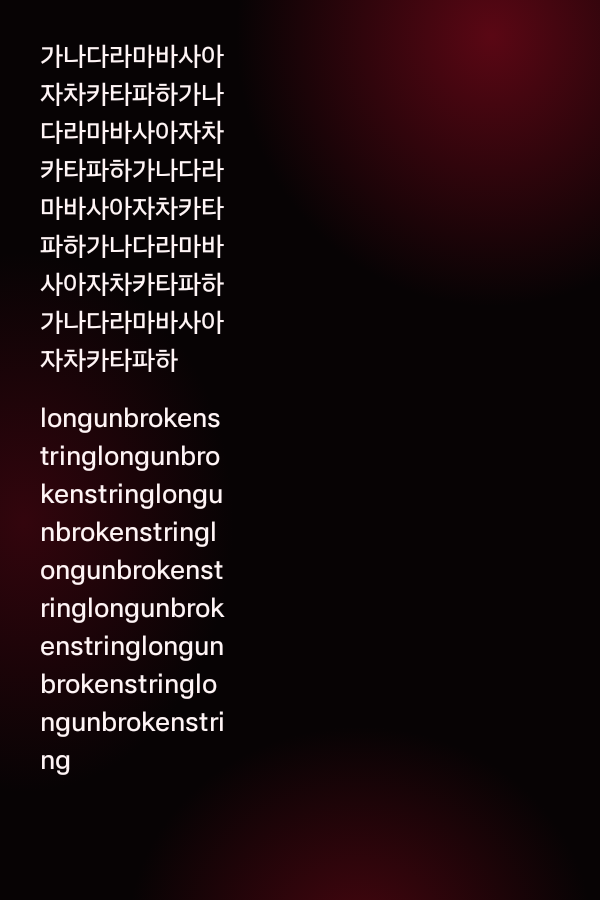 가나다라마바사아
자차카타파하가나
다라마바사아자차
카타파하가나다라
마바사아자차카타
파하가나다라마바
사아자차카타파하
가나다라마바사아
자차카타파하
longunbrokens
tringlongunbro
kenstringlongu
nbrokenstringl
ongunbrokenst
ringlongunbrok
enstringlongun
brokenstringlo
ngunbrokenstri
ng